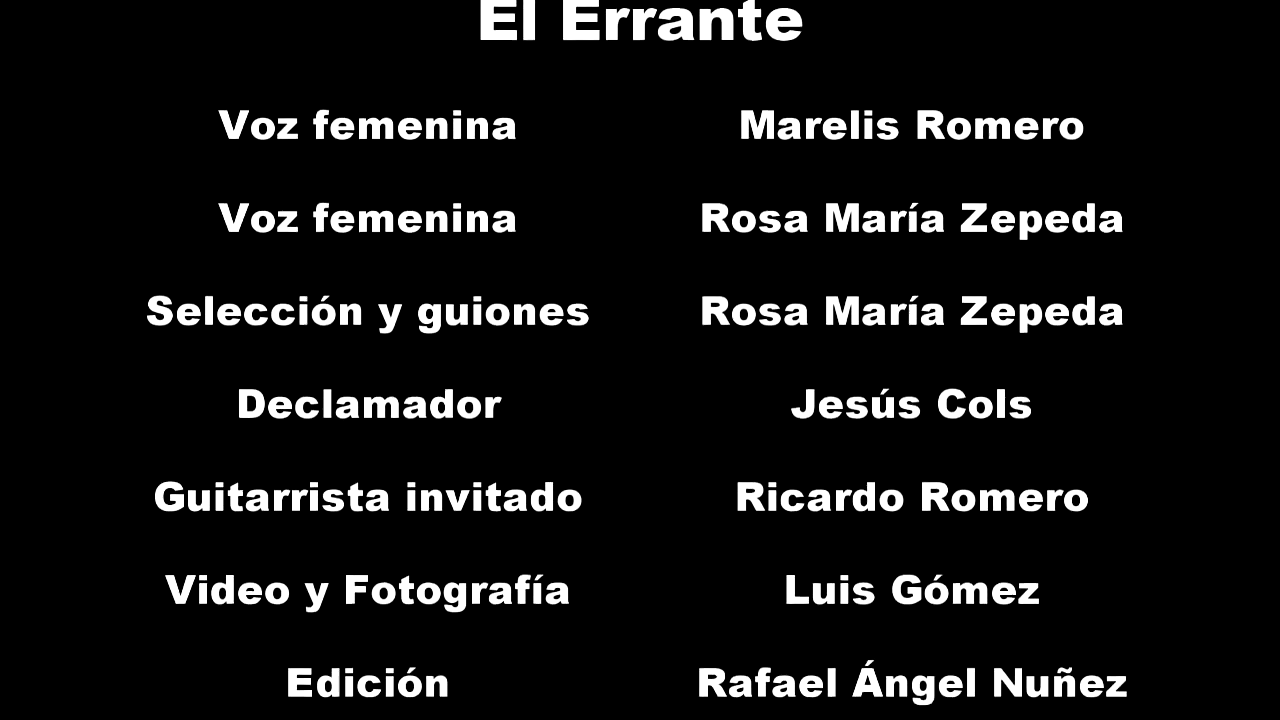 El Errante
Voz femenina Marelis Romero
Voz femenina Rosa María Zepeda
Selección y guiones Rosa María Zepeda
Declamador Jesús Cols
Guitarrista invitado Ricardo Romero
Video y Fotografía Luis Gómez
Edición Rafael Ángel Nuñez